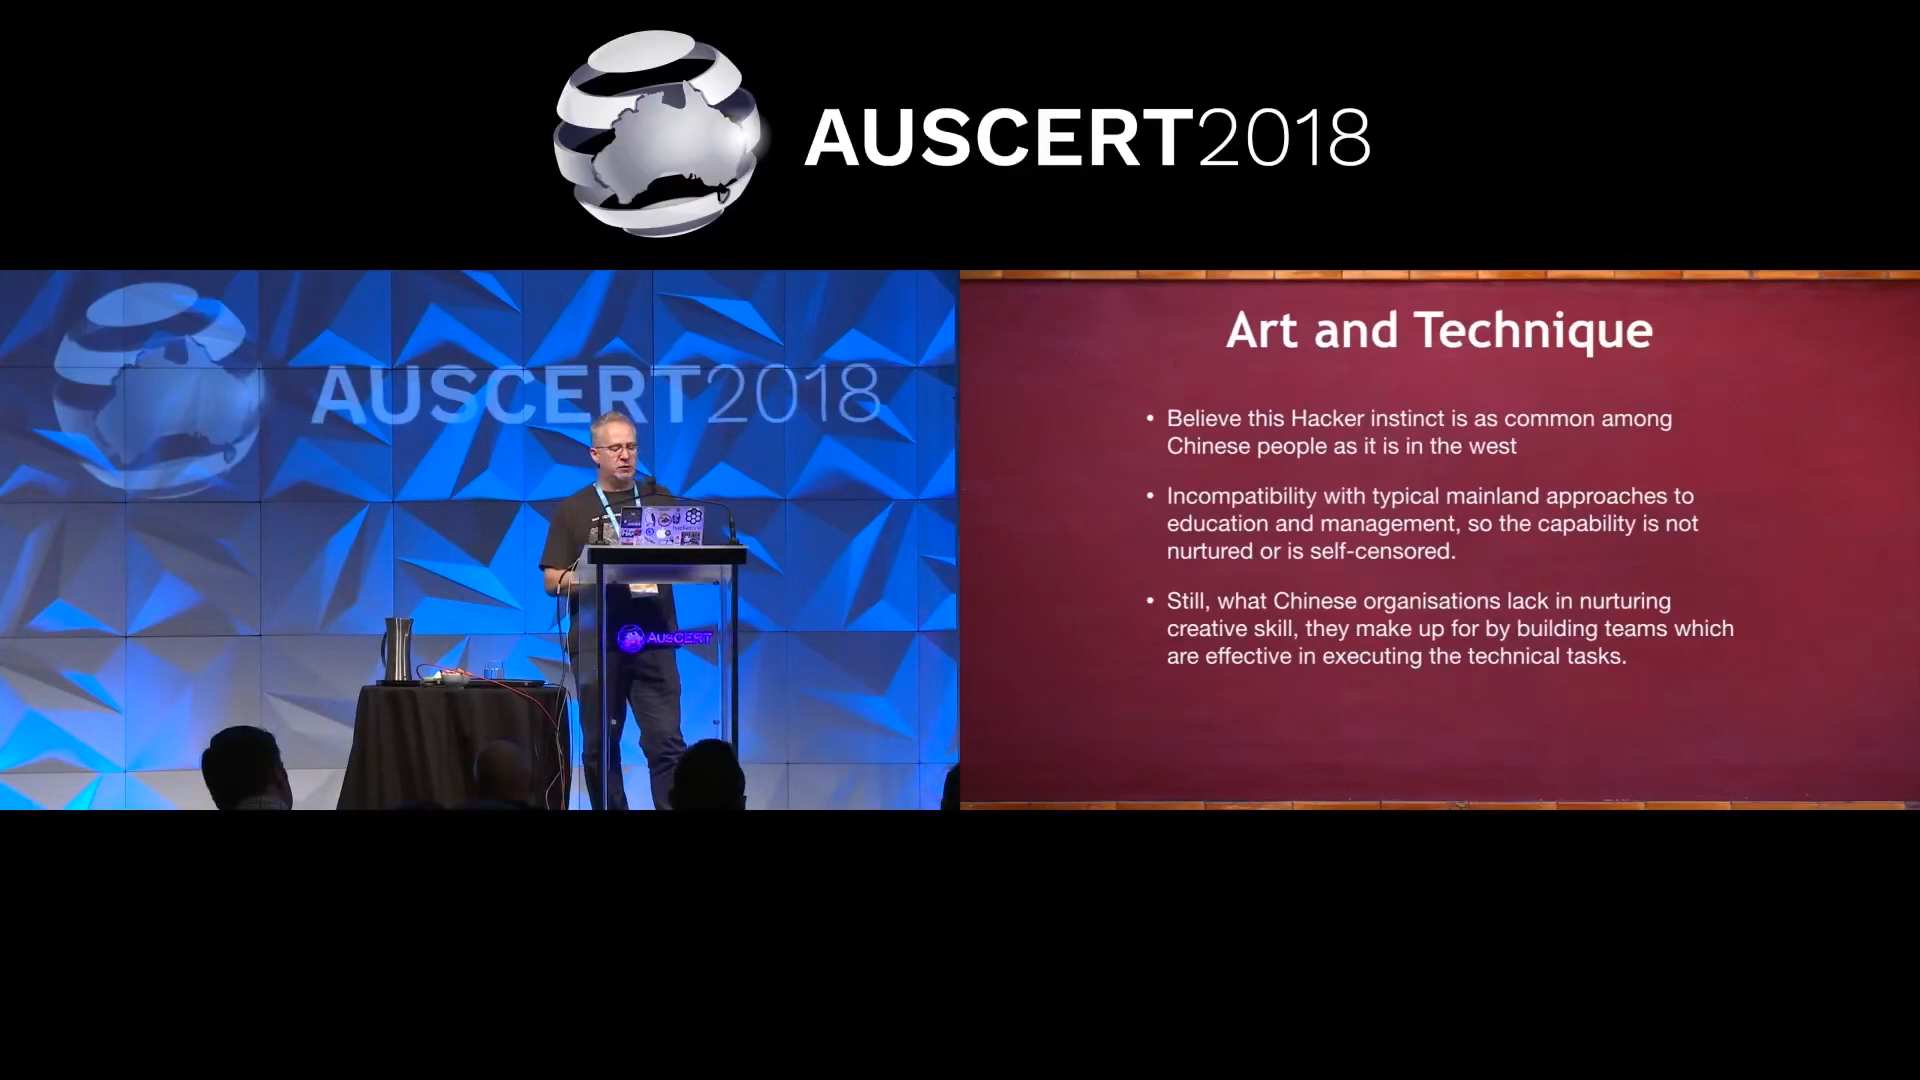 AUSCERT2018
AUSCERT2018
AusCERT
Art and Technique
• Believe this Hacker instinct is as common among
Chinese people as it is in the west
• Incompatibility with typical mainland approaches to
education and management, so the capability is not
nurtured or is self-censored.
• Still, what Chinese organisations lack in nurturing
creative skill, they make up for by building teams which
are effective in executing the technical tasks.